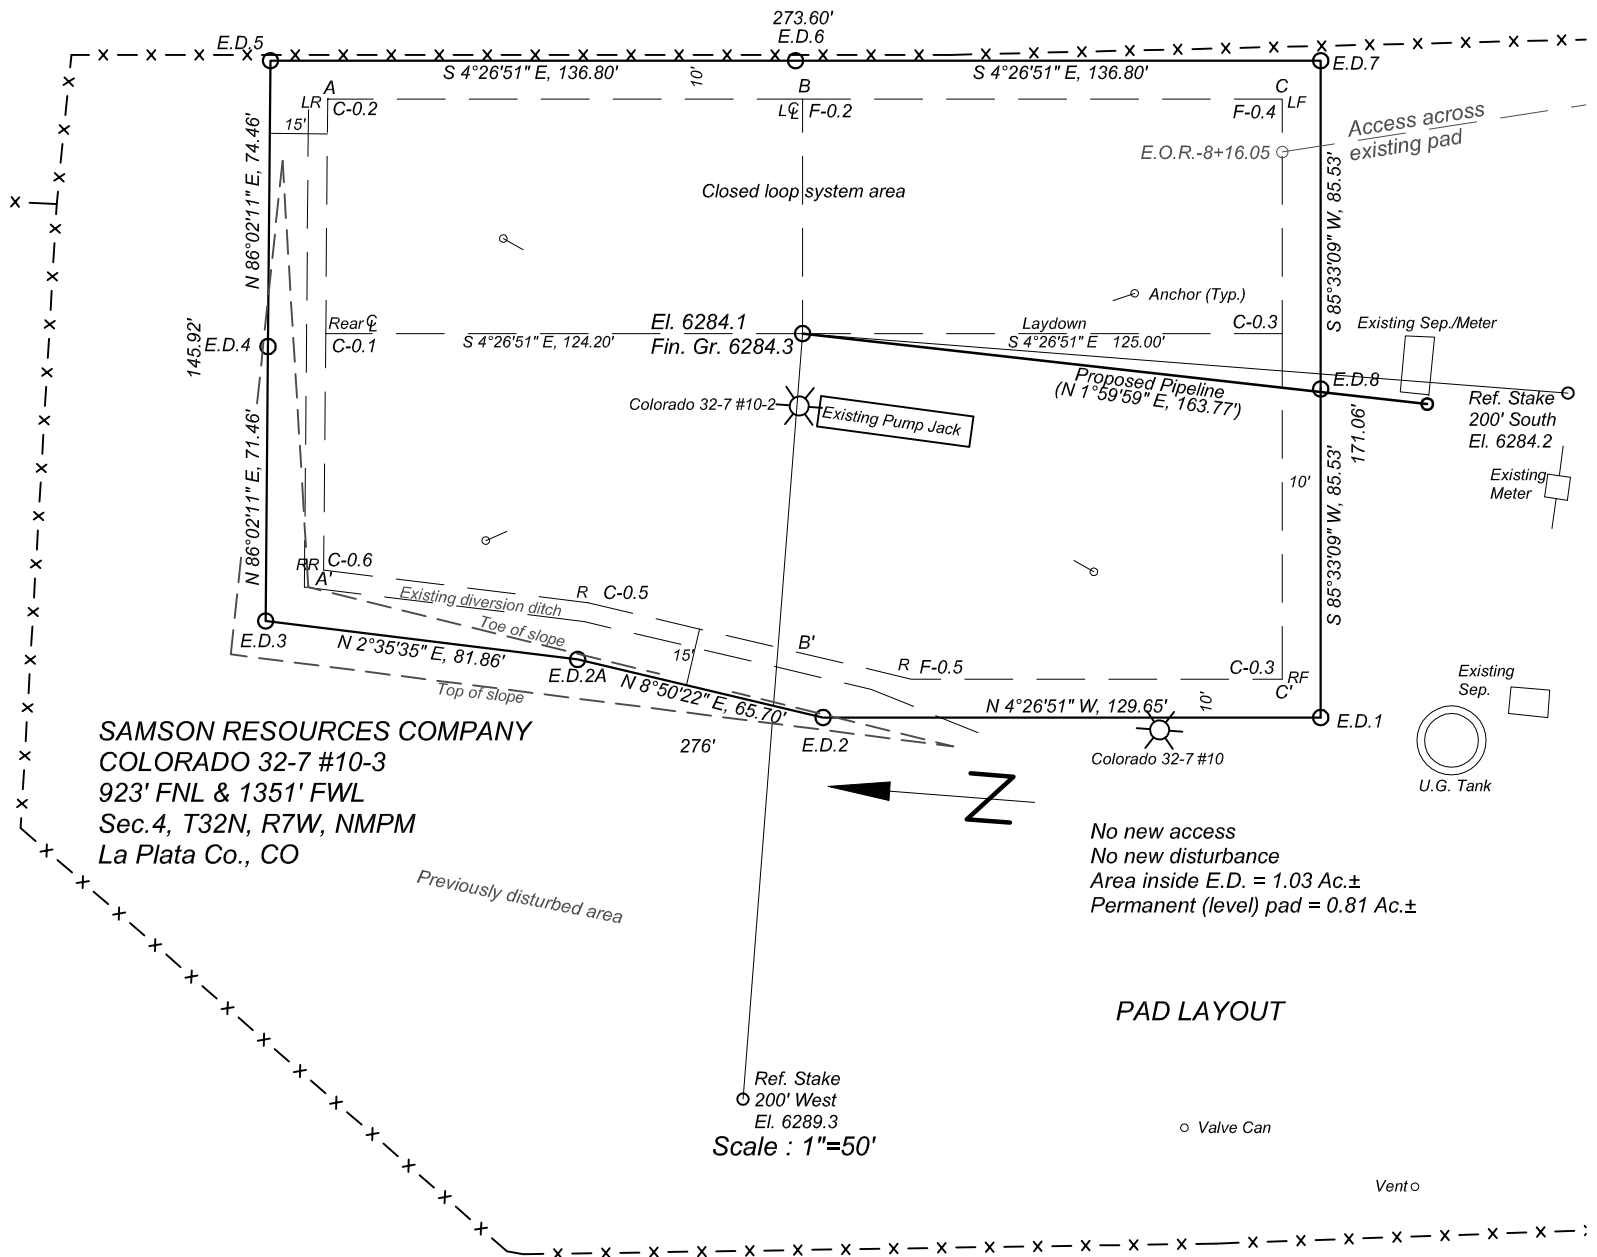 273.60'
E.D.5
E.D.6
E.D.7
S 4°26'51" E, 136.80'
10'
S 4°26'51" E, 136.80'
A
B
C
LR
C-0.2
L℄
F-0.2
F-0.4
LF
15'
Access across
existing pad
E.O.R.-8+16.05
N 86°02'11" E, 74.46'
S 85°33'09" W, 85.53'
Closed loop system area
Anchor (Typ.)
145.92'
E.D.4
Rear ℄
C-0.1
S 4°26'51" E, 124.20'
El. 6284.1
Fin. Gr. 6284.3
Laydown
S 4°26'51" E 125.00'
C-0.3
Existing Sep./Meter
Proposed Pipeline
(N 1°59'59" E, 163.77')
E.D.8
Ref. Stake
200' South
El. 6284.2
171.06'
Colorado 32-7 #10-2
Existing Pump Jack
N 86°02'11" E, 71.46'
10'
S 85°33'09" W, 85.53'
Existing
Meter
RR
C-0.6
A'
Existing diversion ditch
R
C-0.5
Toe of slope
E.D.3
N 2°35'35" E, 81.86'
E.D.2A
15'
B'
R
F-0.5
C-0.3
RF
C'
Existing
Sep.
Top of slope
N 8°50'22" E, 65.70'
N 4°26'51" W, 129.65'
10'
E.D.1
276'
E.D.2
Colorado 32-7 #10
U.G. Tank
SAMSON RESOURCES COMPANY
COLORADO 32-7 #10-3
923' FNL & 1351' FWL
Sec.4, T32N, R7W, NMPM
La Plata Co., CO
N
No new access
No new disturbance
Area inside E.D. = 1.03 Ac.±
Permanent (level) pad = 0.81 Ac.±
Previously disturbed area
PAD LAYOUT
Ref. Stake
200' West
El. 6289.3
Scale : 1"=50'
Valve Can
Vent